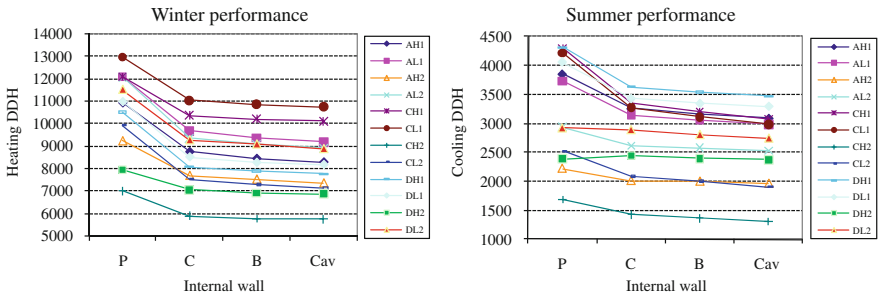 Winter performance
14000
13000
12000
11000
10000
9000
8000
7000
6000
5000
Heating DDH
P C B Cav
Internal wall
AH1
AL1
AH2
AL2
CH1
CL1
CH2
CL2
DH1
DL1
DH2
DL2
Summer performance
4500
4000
3500
3000
2500
2000
1500
1000
Cooling DDH
P C B Cav
Internal wall
AH1
AL1
AH2
AL2
CH1
CL1
CH2
CL2
DH1
DL1
DH2
DL2